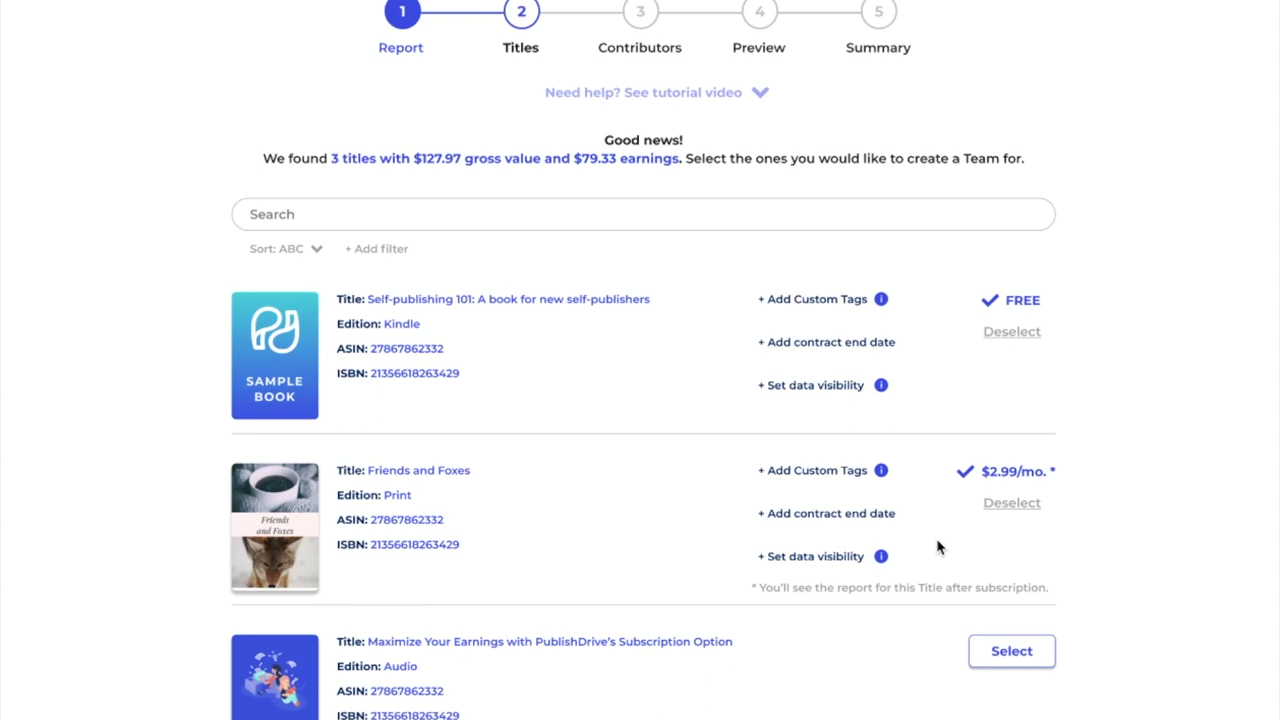 1 2 3 4 5
Report Titles Contributors Preview Summary
Need help? See tutorial video
Good news!
We found 3 titles with $127.97 gross value and $79.33 earnings. Select the ones you would like to create a Team for.
Search
Sort: ABC + Add filter
SAMPLE
BOOK
Title: Self-publishing 101: A book for new self-publishers
Edition: Kindle
ASIN: 27867862332
ISBN: 21356618263429
+ Add Custom Tags i
+ Add contract end date
+ Set data visibility i
FREE
Deselect
Friends
and Foxes
Title: Friends and Foxes
Edition: Print
ASIN: 27867862332
ISBN: 21356618263429
+ Add Custom Tags i
+ Add contract end date
+ Set data visibility i
$2.99/mo. *
Deselect
* You'll see the report for this Title after subscription.
Title: Maximize Your Earnings with PublishDrive's Subscription Option
Edition: Audio
ASIN: 27867862332
ISBN: 21356618263429
Select